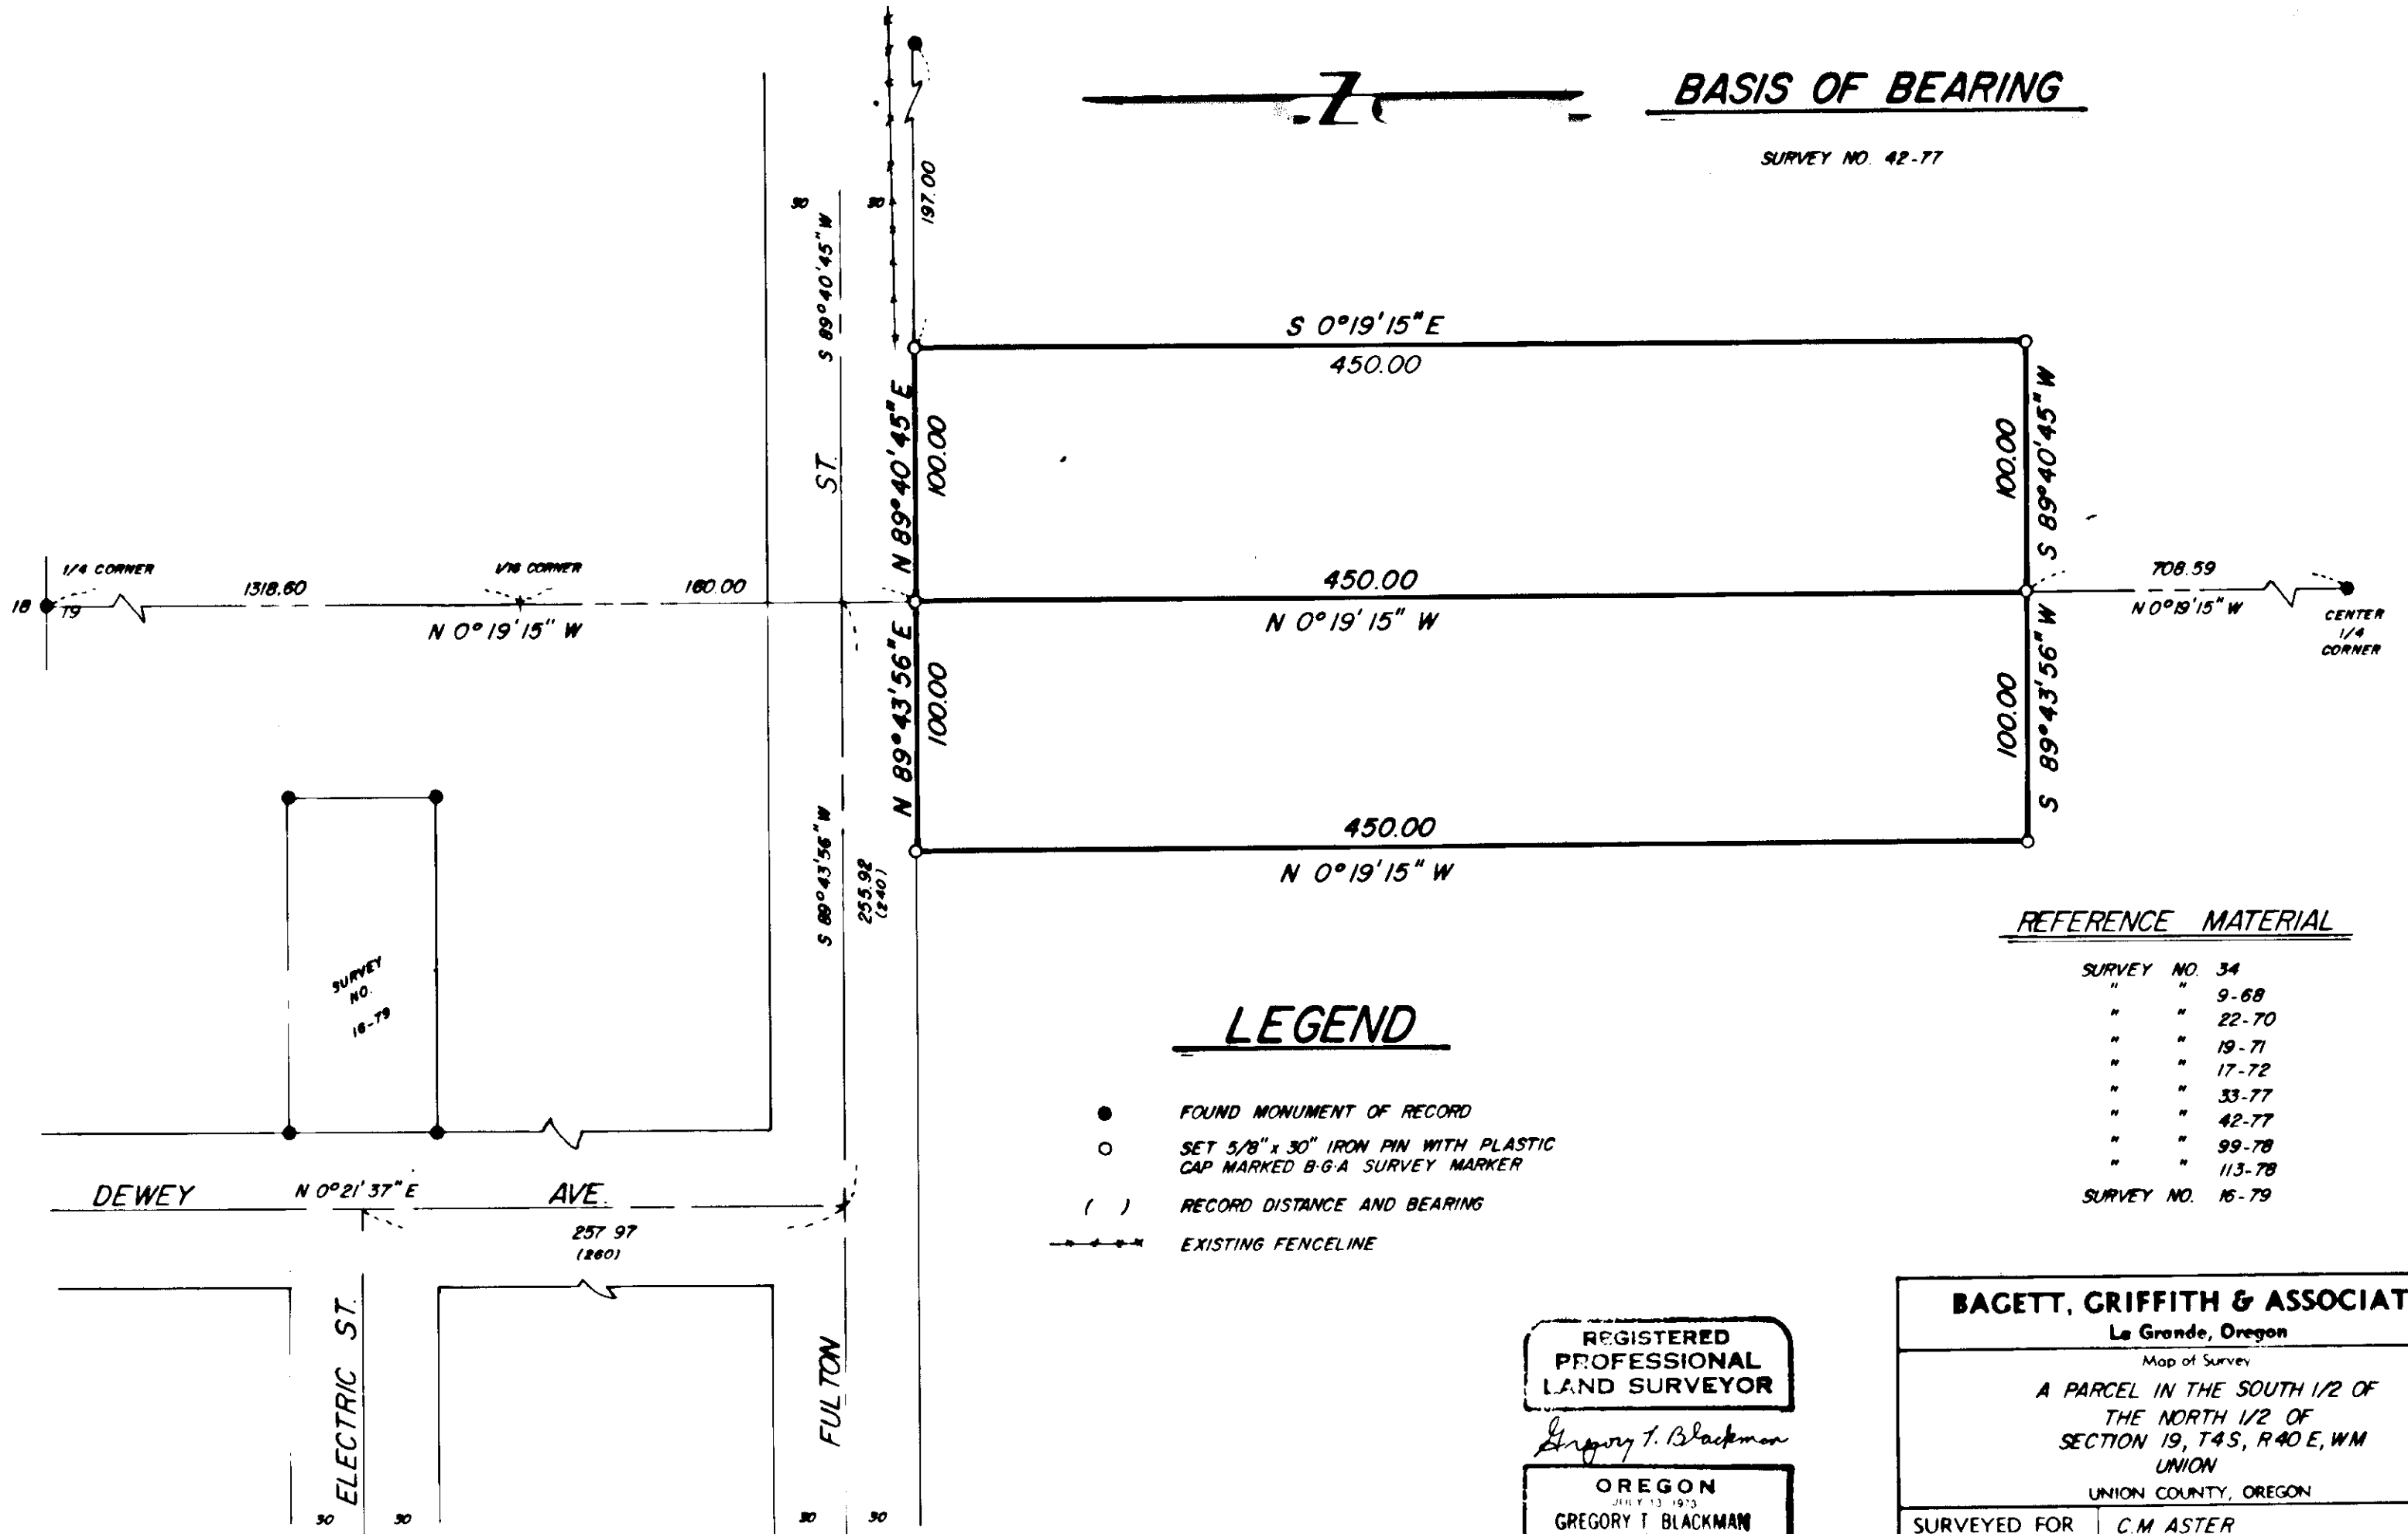 BASIS OF BEARING
SURVEY NO. 42-77
Z
197.00
30
30
S 89°40'45" W
S 0°19'15" E
450.00
N 89°40'45" E
100.00
100.00
S 89°40'45" W
ST.
1/4 CORNER
18
19
1318.60
1/16 CORNER
160.00
N 0°19'15" W
450.00
N 0°19'15" W
708.59
N 0°19'15" W
CENTER
1/4
CORNER
N 89°43'56" E
100.00
100.00
S 89°43'56" W
450.00
N 0°19'15" W
S 89°43'56" W
255.92
(240)
SURVEY
NO.
16-79
REFERENCE MATERIAL
SURVEY NO. 34
" " 9-68
" " 22-70
" " 19-71
" " 17-72
" " 33-77
" " 42-77
" " 99-78
" " 113-78
SURVEY NO. 16-79
LEGEND
FOUND MONUMENT OF RECORD
SET 5/8" x 30" IRON PIN WITH PLASTIC
CAP MARKED B·G·A SURVEY MARKER
( ) RECORD DISTANCE AND BEARING
EXISTING FENCELINE
DEWEY AVE.
N 0°21'37" E
257.97
(260)
ELECTRIC ST.
FULTON
30
30
30
30
REGISTERED
PROFESSIONAL
LAND SURVEYOR
Gregory T. Blackman
OREGON
JULY 13 1973
GREGORY T BLACKMAN
BAGETT, GRIFFITH & ASSOCIAT
La Grande, Oregon
Map of Survey
A PARCEL IN THE SOUTH 1/2 OF
THE NORTH 1/2 OF
SECTION 19, T4S, R40E, WM
UNION
UNION COUNTY, OREGON
SURVEYED FOR C.M ASTER